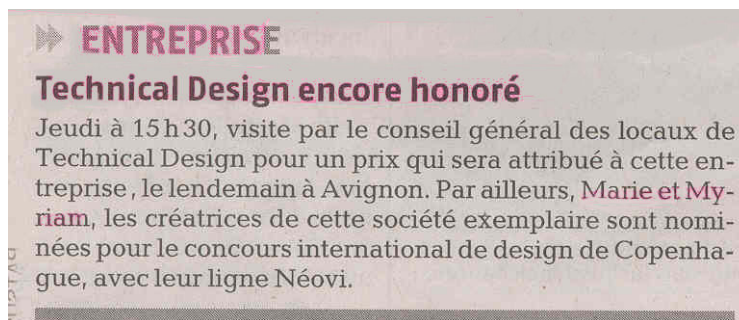 ENTREPRISE
Technical Design encore honoré
Jeudi à 15h30, visite par le conseil général des locaux de
Technical Design pour un prix qui sera attribué à cette en-
treprise, le lendemain à Avignon. Par ailleurs, Marie et My-
riam, les créatrices de cette société exemplaire sont nomi-
nées pour le concours international de design de Copenha-
gue, avec leur ligne Néovi.